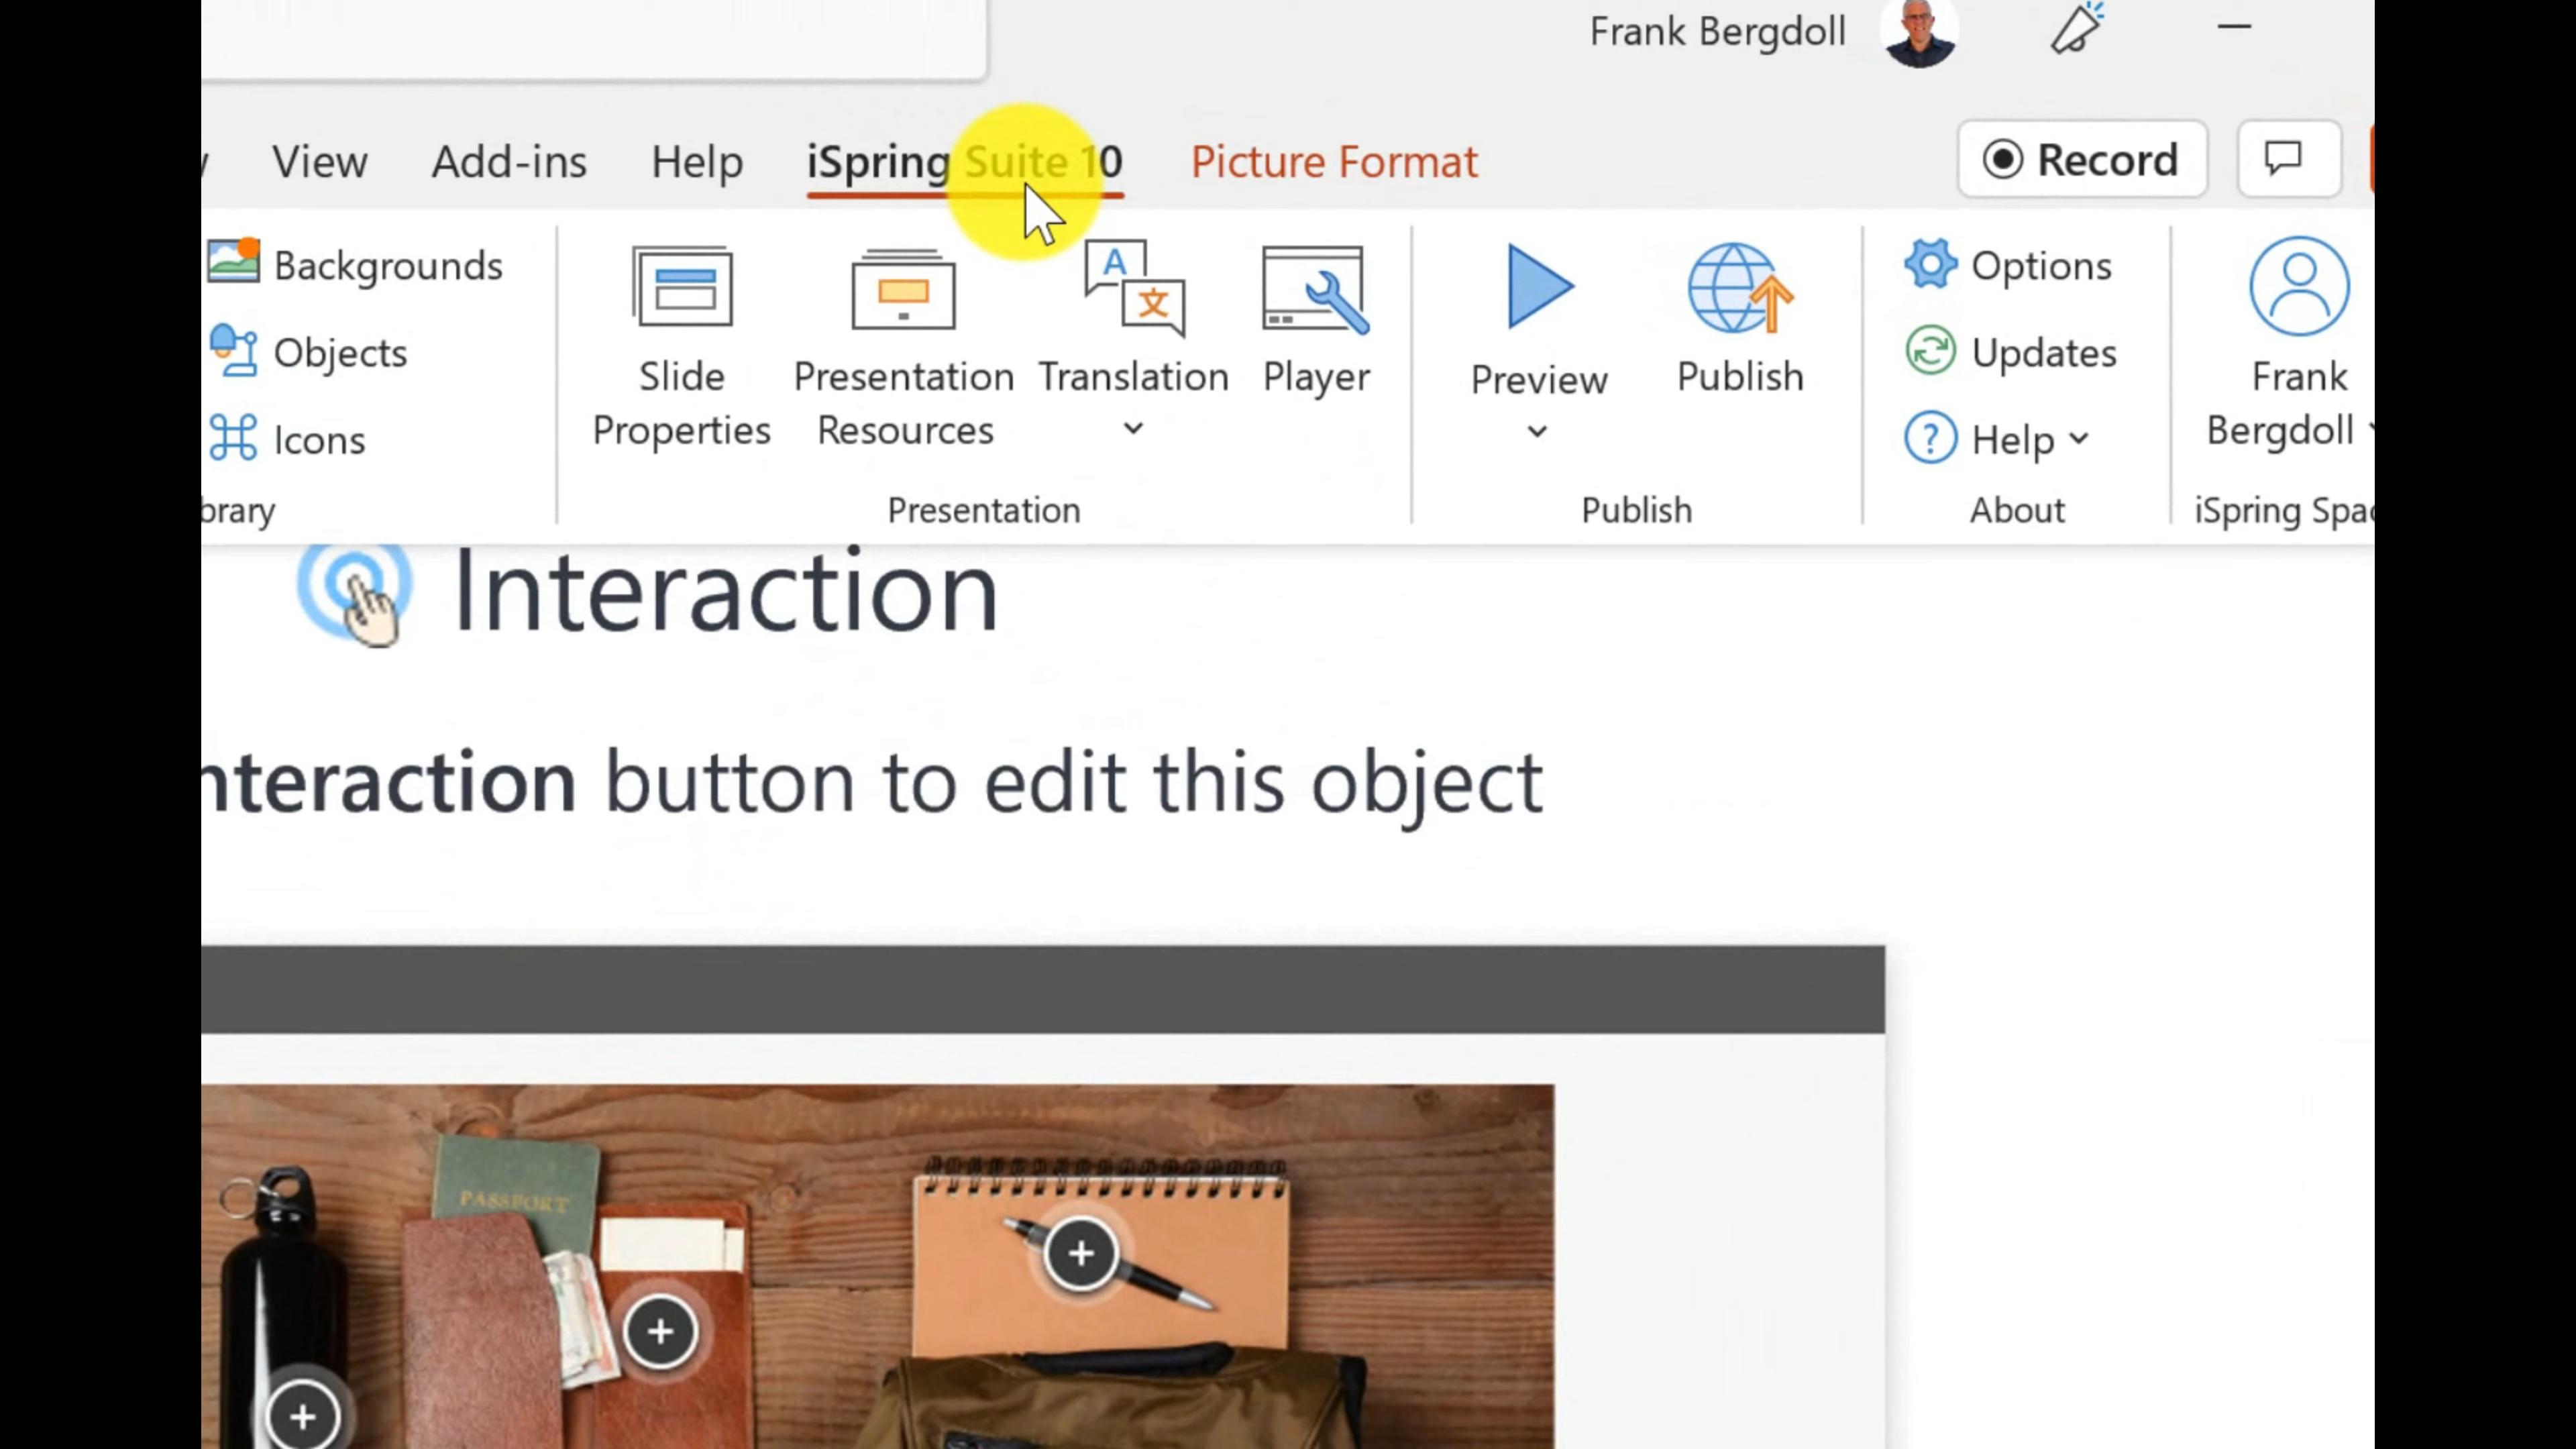 Frank Bergdoll
View Add-ins Help iSpring Suite 10 Picture Format Record
Backgrounds
Objects
Icons
brary
Slide
Properties
Presentation
Resources
Translation
Player
Presentation
Preview
Publish
Publish
Options
Updates
Help
About
Frank
Bergdoll
iSpring Spa
Interaction
nteraction button to edit this object
PASSPORT